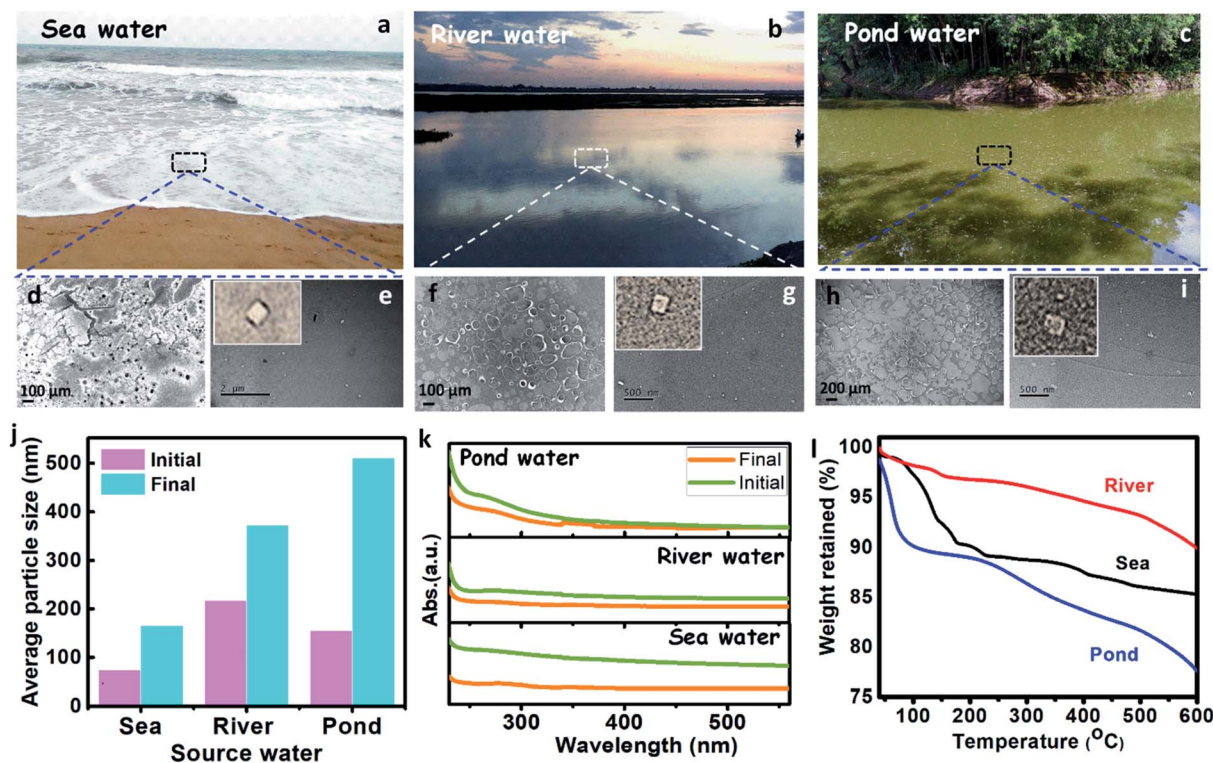 Sea water
a
River water
b
Pond water
c
d
100 µm
e
2 µm
f
100 µm
g
500 nm
h
200 µm
i
500 nm
j
Average particle size (nm)
500
400
300
200
100
0
Initial
Final
Sea
River
Pond
Source water
k
Abs.(a.u.)
Pond water
Final
Initial
River water
Sea water
300
400
500
Wavelength (nm)
l
Weight retained (%)
100
95
90
85
80
75
River
Sea
Pond
100
200
300
400
500
600
Temperature (°C)